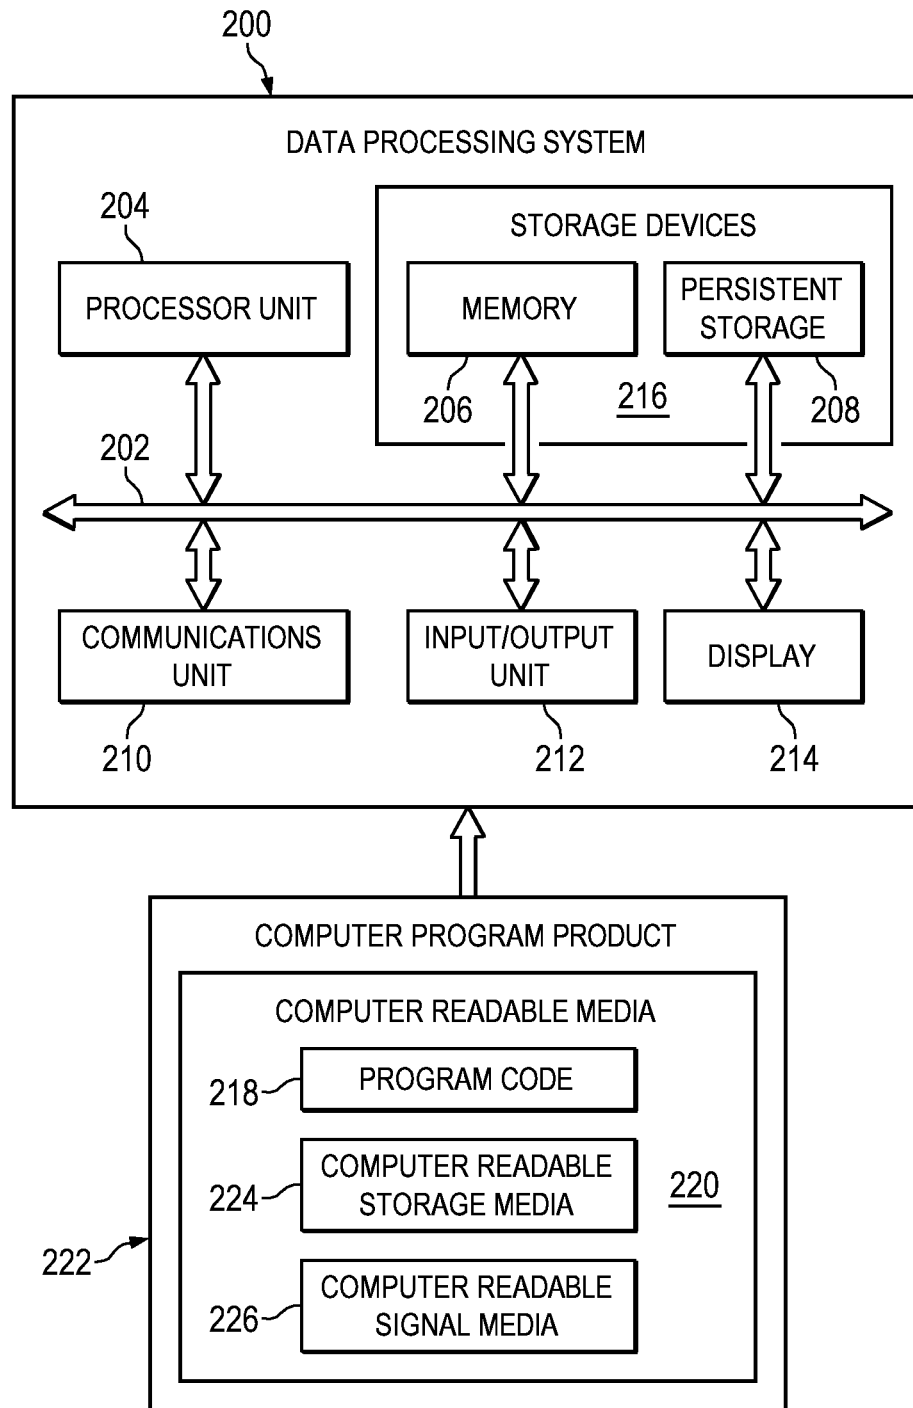 200
DATA PROCESSING SYSTEM
204
STORAGE DEVICES
PROCESSOR UNIT
MEMORY
PERSISTENT
STORAGE
206
216
208
202
COMMUNICATIONS
UNIT
INPUT/OUTPUT
UNIT
DISPLAY
210
212
214
COMPUTER PROGRAM PRODUCT
COMPUTER READABLE MEDIA
218
PROGRAM CODE
224
COMPUTER READABLE
STORAGE MEDIA
220
222
226
COMPUTER READABLE
SIGNAL MEDIA